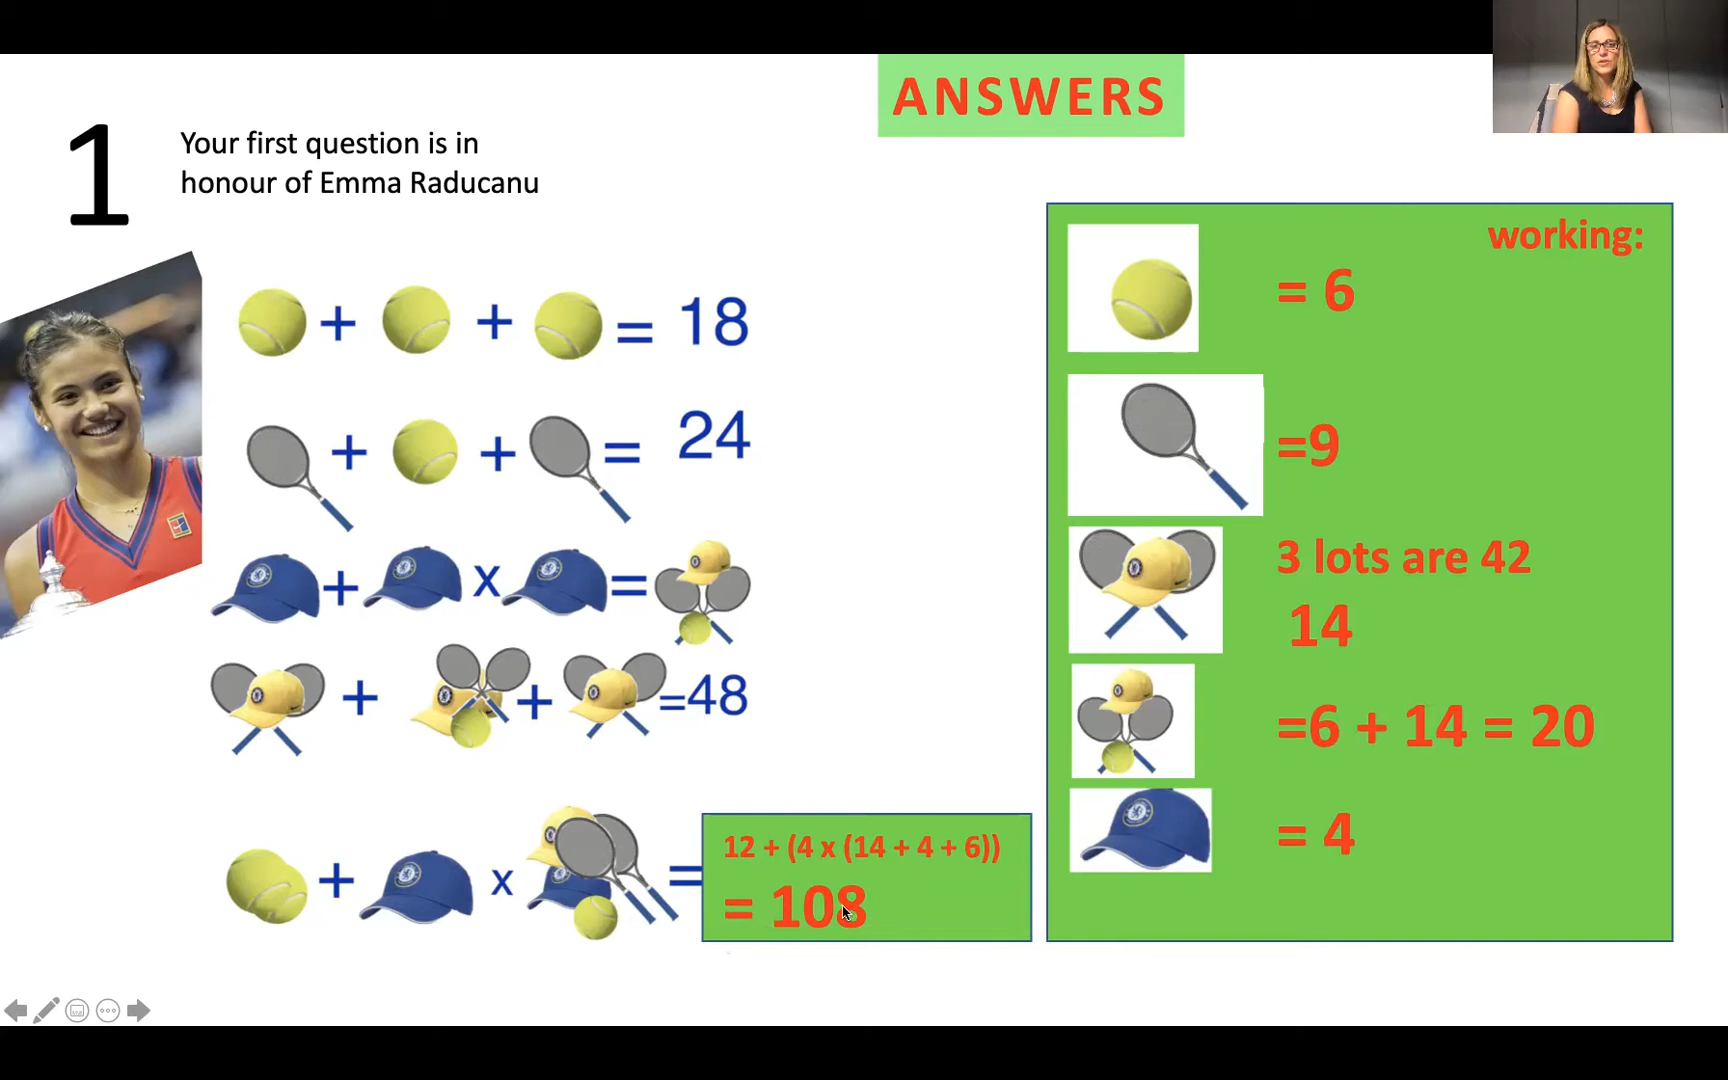 ANSWERS
1
Your first question is in
honour of Emma Raducanu
+ + = 18
+ + = 24
+ x =
+ + =48
+ x =
12 + (4 x (14 + 4 + 6))
= 108
working:
= 6
=9
3 lots are 42
14
=6 + 14 = 20
= 4